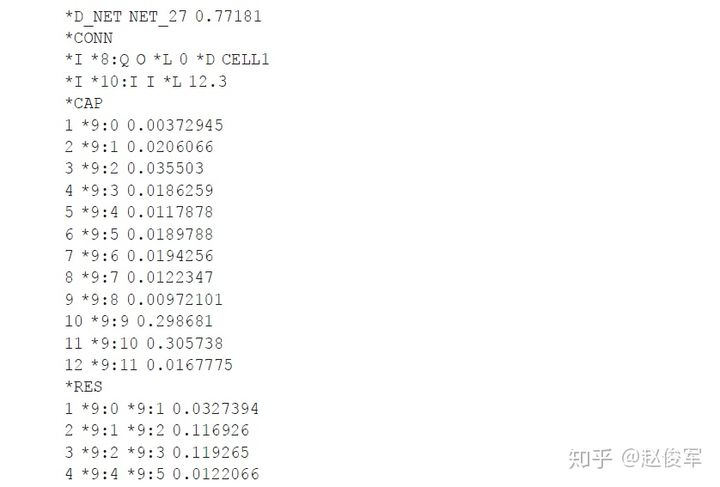 *D_NET NET_27 0.77181
*CONN
*I *8:Q O *L 0 *D CELL1
*I *10:I I *L 12.3
*CAP
1 *9:0 0.00372945
2 *9:1 0.0206066
3 *9:2 0.035503
4 *9:3 0.0186259
5 *9:4 0.0117878
6 *9:5 0.0189788
7 *9:6 0.0194256
8 *9:7 0.0122347
9 *9:8 0.00972101
10 *9:9 0.298681
11 *9:10 0.305738
12 *9:11 0.0167775
*RES
1 *9:0 *9:1 0.0327394
2 *9:1 *9:2 0.116926
3 *9:2 *9:3 0.119265
4 *9:4 *9:5 0.0122066
知乎 @赵俊军